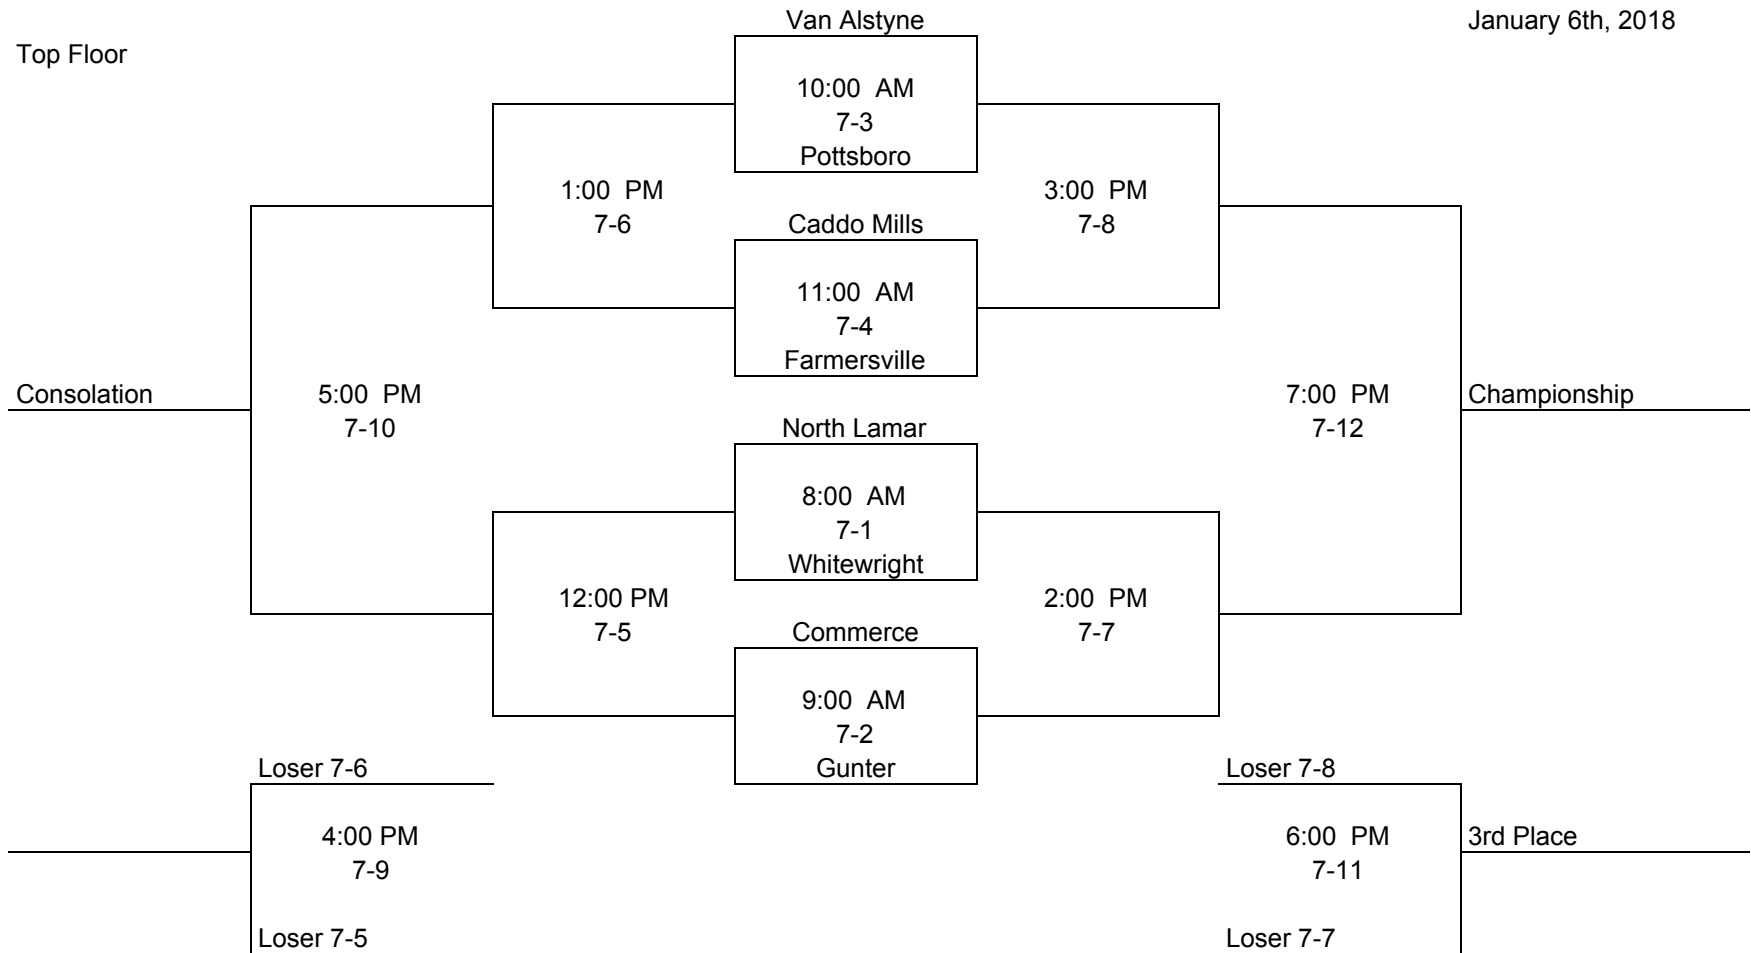 Van Alstyne
January 6th, 2018
Top Floor
10:00 AM
7-3
Pottsboro
1:00 PM
7-6
3:00 PM
7-8
Caddo Mills
11:00 AM
7-4
Farmersville
Consolation
5:00 PM
7-10
7:00 PM
7-12
Championship
North Lamar
8:00 AM
7-1
Whitewright
12:00 PM
7-5
2:00 PM
7-7
Commerce
9:00 AM
7-2
Gunter
Loser 7-6
Loser 7-8
4:00 PM
7-9
6:00 PM
7-11
3rd Place
Loser 7-5
Loser 7-7